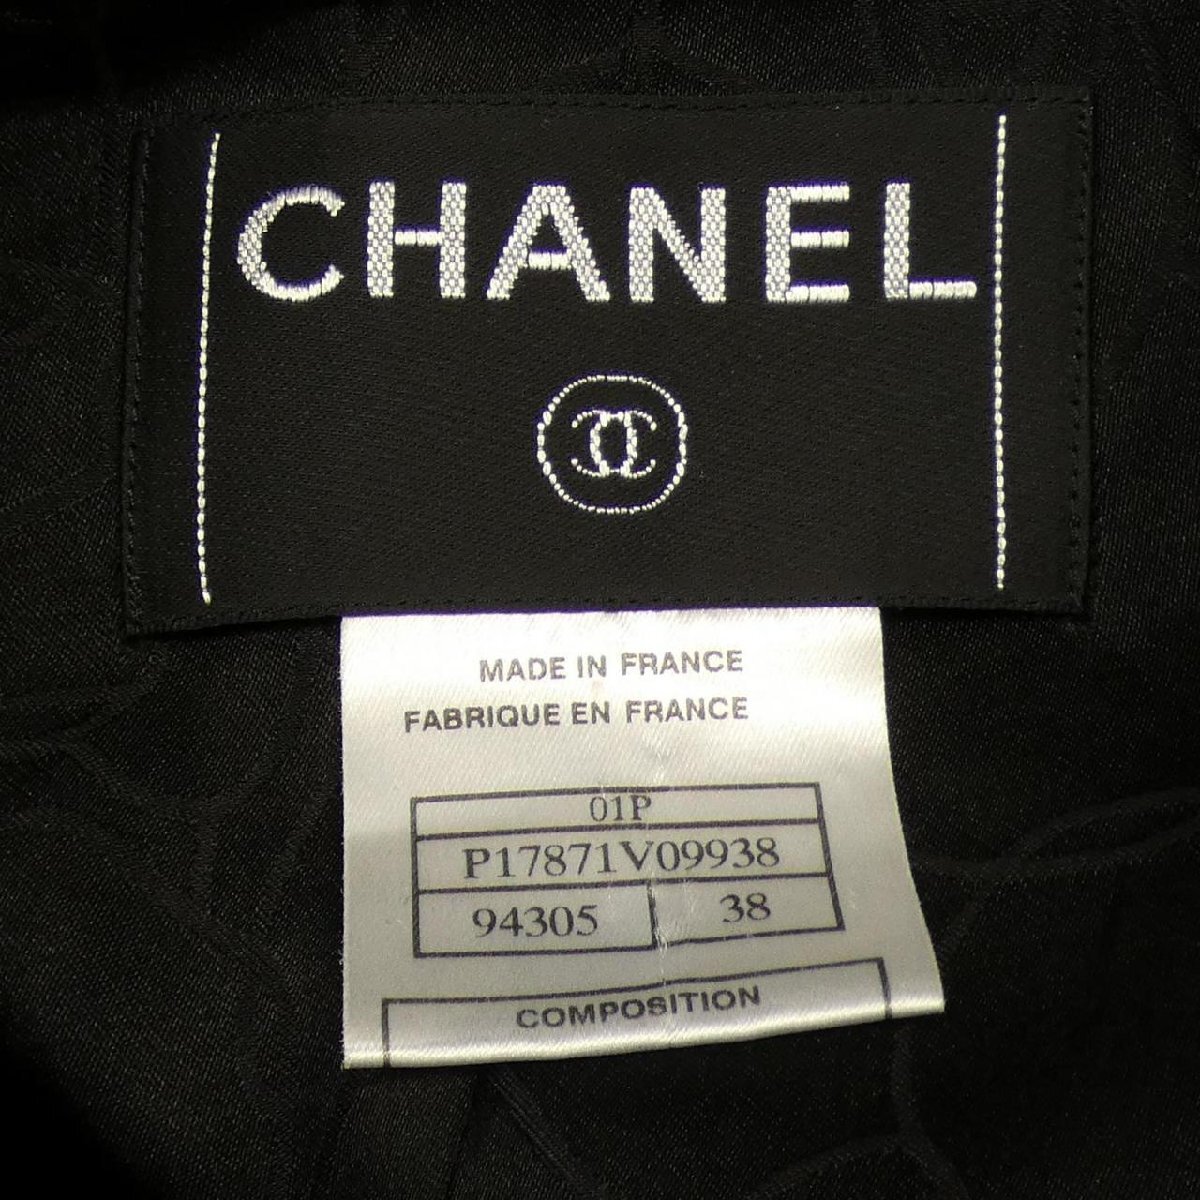 CHANEL
MADE IN FRANCE
FABRIQUE EN FRANCE
01P
P17871V09938
94305 38
COMPOSITION